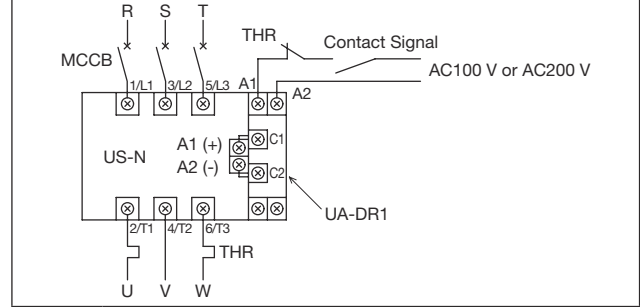 R S T
THR
Contact Signal
MCCB
AC100 V or AC200 V
1/L1 3/L2 5/L3 A1 A2
C1
A1 (+)
US-N
A2 (-)
C2
UA-DR1
2/T1 4/T2 6/T3
THR
U V W